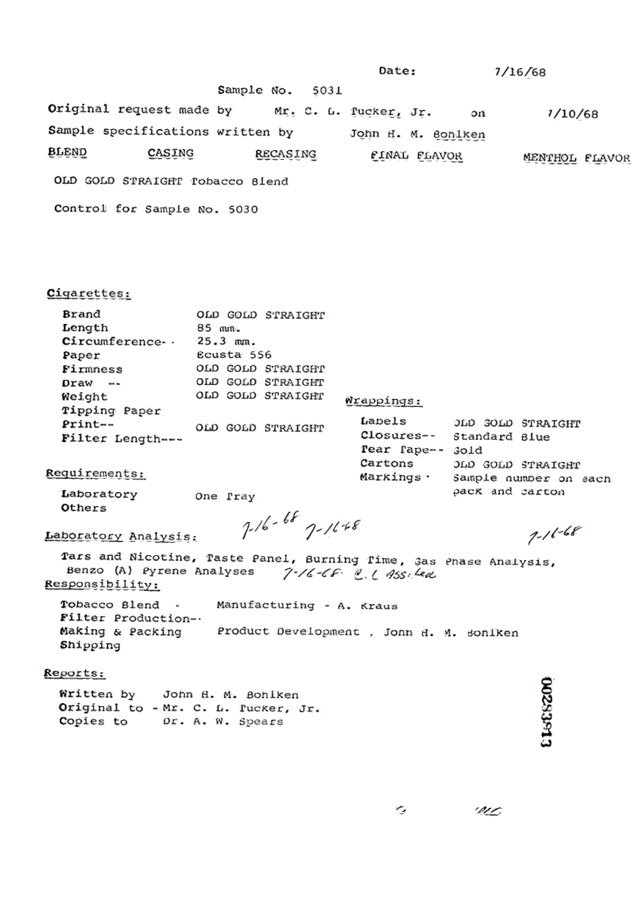 Date: 7/16/68
Sample No. 5031
Original request made by Mr. C. L. Tucker, Jr. on 7/10/68
Sample specifications written by John H. M. Bohlken
BLEND CASING RECASING FINAL FLAVOR MENTHOL FLAVOR
OLD GOLD STRAIGHT Tobacco Blend
Control for Sample No. 5030
Cigarettes:
Brand OLD GOLD STRAIGHT
Length 85 mm.
Circumference-- 25.3 mm.
Paper Ecusta 556
Firmness OLD GOLD STRAIGHT
Draw -- OLD GOLD STRAIGHT
Weight OLD GOLD STRAIGHT
Tipping Paper
Print-- OLD GOLD STRAIGHT
Filter Length---
Wrappings:
Labels OLD GOLD STRAIGHT
Closures-- Standard Blue
Tear Tape-- Gold
Cartons OLD GOLD STRAIGHT
Markings - Sample number on each
pack and carton
Requirements:
Laboratory One Tray
Others
7-16-68 7-16-68 7-16-68
Laboratory Analysis:
Tars and Nicotine, Taste Panel, Burning Time, Gas Phase Analysis,
Benzo (A) Pyrene Analyses 7-16-68
Responsibility:
Tobacco Blend - Manufacturing - A. Kraus
Filter Production--
Making & Packing Product Development , John H. M. Bohlken
Shipping
Reports:
Written by John H. M. Bohlken
Original to - Mr. C. L. Tucker, Jr.
Copies to Dr. A. W. Spears
00283813